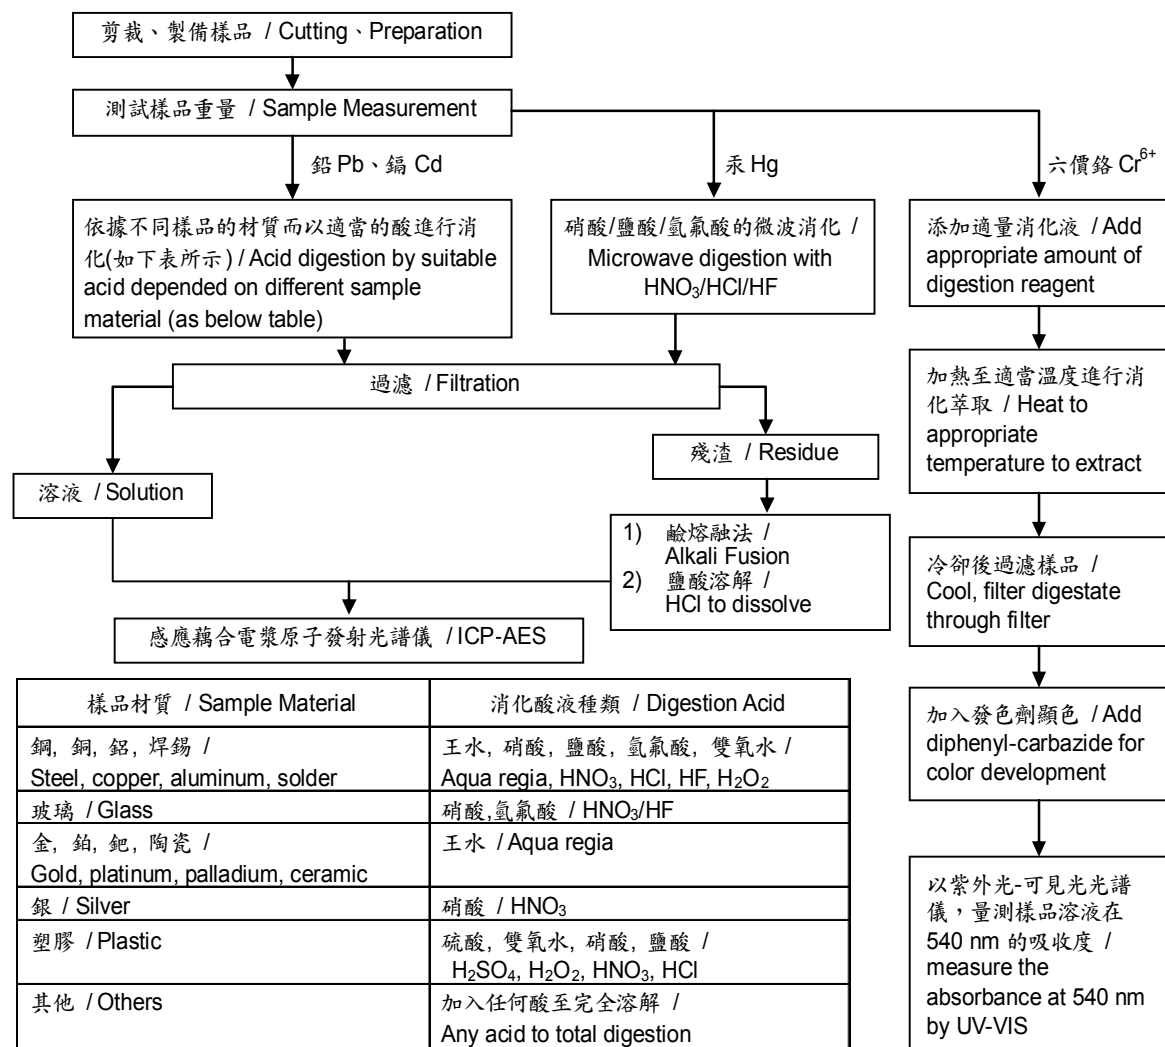 剪裁、製備樣品 / Cutting、Preparation
測試樣品重量 / Sample Measurement
鉛 Pb、鎘 Cd
汞 Hg
六價鉻 Cr6+
依據不同樣品的材質而以適當的酸進行消
化(如下表所示) / Acid digestion by suitable
acid depended on different sample
material (as below table)
硝酸/鹽酸/氫氟酸的微波消化 /
Microwave digestion with
HNO3/HCl/HF
添加適量消化液 / Add
appropriate amount of
digestion reagent
過濾 / Filtration
加熱至適當溫度進行消
化萃取 / Heat to
appropriate
temperature to extract
溶液 / Solution
殘渣 / Residue
1) 鹼熔融法 /
Alkali Fusion
2) 鹽酸溶解 /
HCl to dissolve
冷卻後過濾樣品 /
Cool, filter digestate
through filter
感應藕合電漿原子發射光譜儀 / ICP-AES
加入發色劑顯色 / Add
diphenyl-carbazide for
color development
以紫外光-可見光光譜
儀，量測樣品溶液在
540 nm 的吸收度 /
measure the
absorbance at 540 nm
by UV-VIS
樣品材質 / Sample Material
消化酸液種類 / Digestion Acid
鋼, 銅, 鋁, 焊錫 /
Steel, copper, aluminum, solder
王水, 硝酸, 鹽酸, 氫氟酸, 雙氧水 /
Aqua regia, HNO3, HCl, HF, H2O2
玻璃 / Glass
硝酸,氫氟酸 / HNO3/HF
金, 鉑, 鈀, 陶瓷 /
Gold, platinum, palladium, ceramic
王水 / Aqua regia
銀 / Silver
硝酸 / HNO3
塑膠 / Plastic
硫酸, 雙氧水, 硝酸, 鹽酸 /
H2SO4, H2O2, HNO3, HCl
其他 / Others
加入任何酸至完全溶解 /
Any acid to total digestion